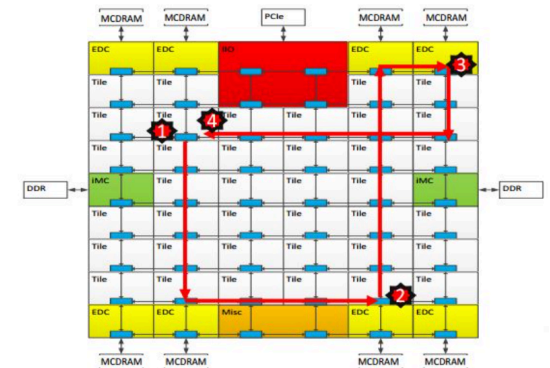 MCDRAM MCDRAM PCIe MCDRAM MCDRAM
EDC EDC IIO EDC EDC
3
Tile Tile Tile Tile
Tile Tile Tile Tile Tile Tile
1 4
Tile Tile Tile Tile Tile Tile
iMC Tile Tile Tile Tile iMC
DDR DDR
Tile Tile Tile Tile Tile Tile
Tile Tile Tile Tile Tile Tile
Tile Tile Tile Tile Tile Tile
2
EDC EDC Misc EDC EDC
MCDRAM MCDRAM MCDRAM MCDRAM